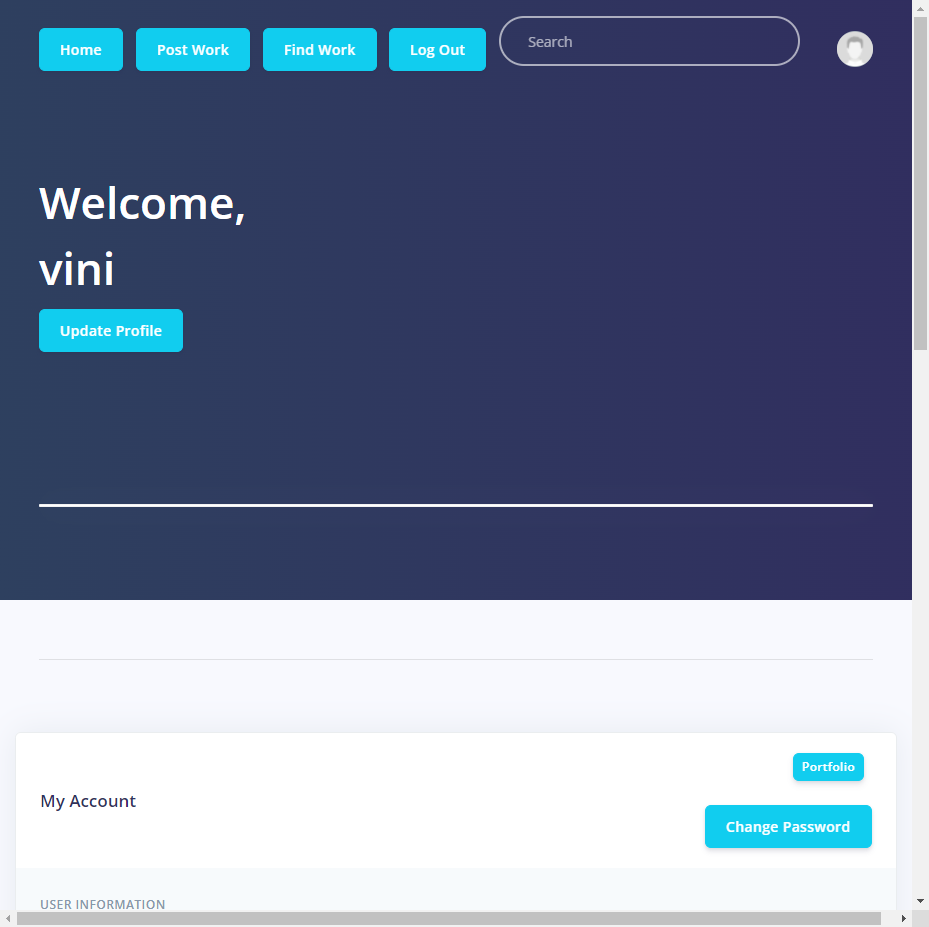 Home Post Work Find Work Log Out Search
Welcome,
vini
Update Profile
Portfolio
My Account
Change Password
USER INFORMATION